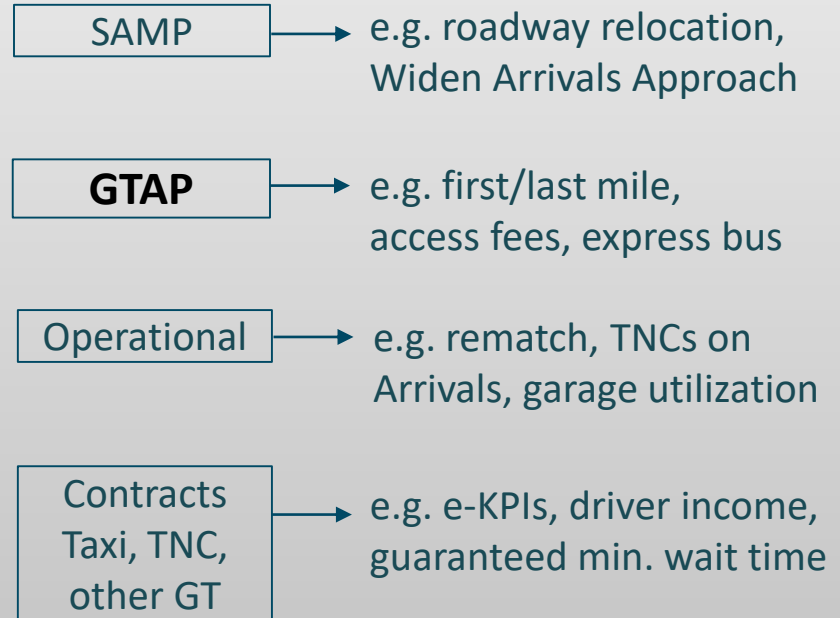 SAMP
e.g. roadway relocation,
Widen Arrivals Approach
GTAP
e.g. first/last mile,
access fees, express bus
Operational
e.g. rematch, TNCs on
Arrivals, garage utilization
Contracts
Taxi, TNC,
other GT
e.g. e-KPIs, driver income,
guaranteed min. wait time